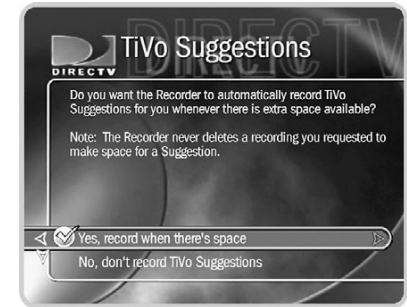 TiVo Suggestions
DIRECTV
Do you want the Recorder to automatically record TiVo
Suggestions for you whenever there is extra space available?
Note: The Recorder never deletes a recording you requested to
make space for a Suggestion.
Yes, record when there's space
No, don't record TiVo Suggestions